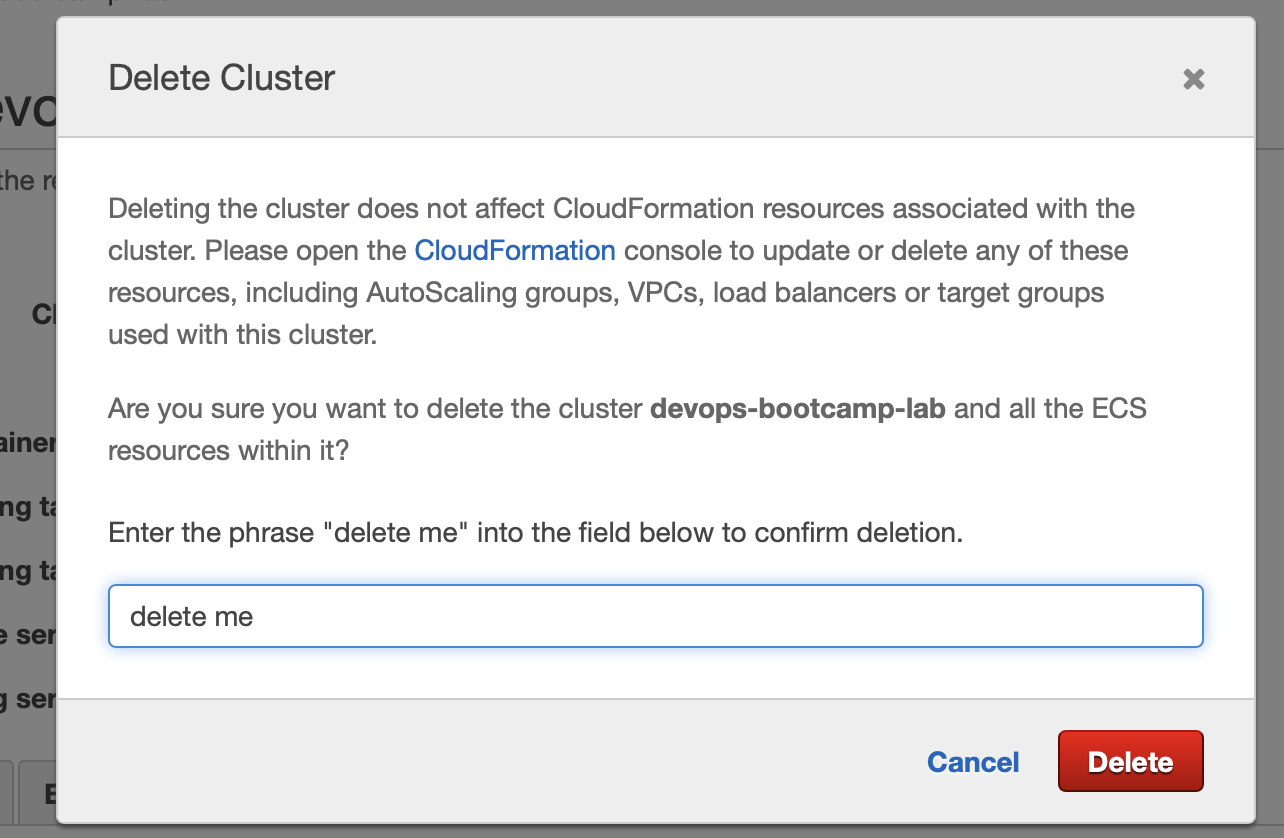 Delete Cluster
Deleting the cluster does not affect CloudFormation resources associated with the
cluster. Please open the CloudFormation console to update or delete any of these
resources, including AutoScaling groups, VPCs, load balancers or target groups
used with this cluster.
Are you sure you want to delete the cluster devops-bootcamp-lab and all the ECS
resources within it?
Enter the phrase "delete me" into the field below to confirm deletion.
delete me
Cancel
Delete
the